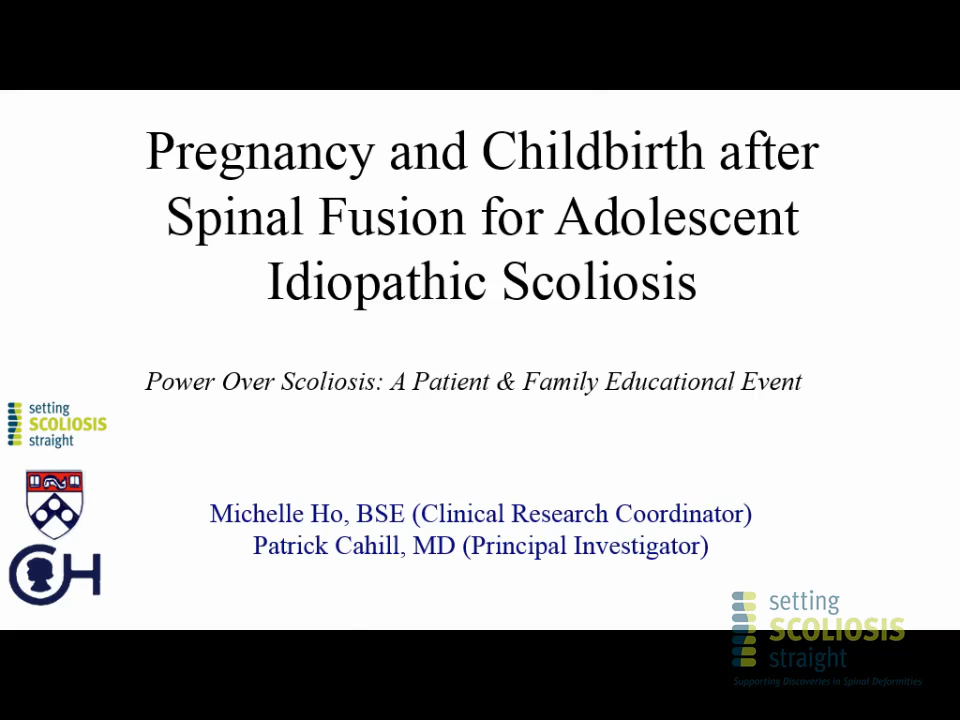 Pregnancy and Childbirth after
Spinal Fusion for Adolescent
Idiopathic Scoliosis
Power Over Scoliosis: A Patient & Family Educational Event
setting
SCOLIOSIS
straight
Michelle Ho, BSE (Clinical Research Coordinator)
Patrick Cahill, MD (Principal Investigator)
CH
setting
SCOLIOSIS
straight
Supporting Discoveries in Spinal Deformities